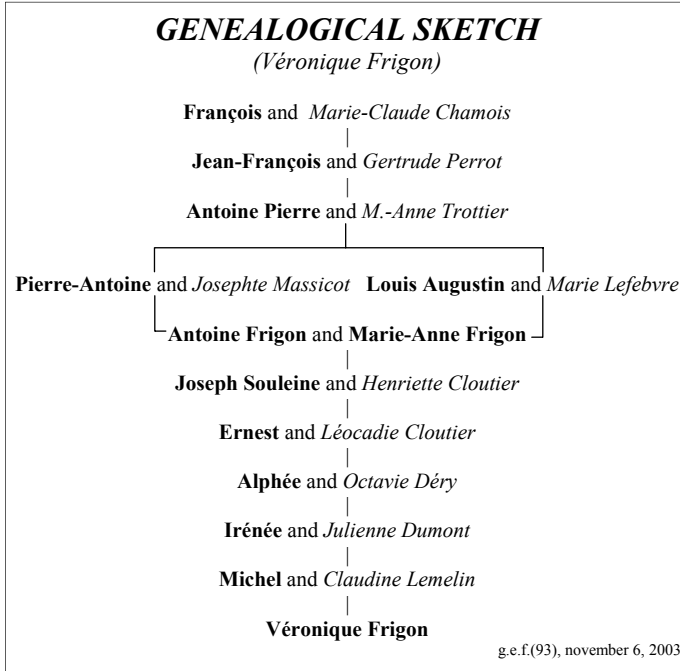 GENEALOGICAL SKETCH
(Véronique Frigon)
François and Marie-Claude Chamois
Jean-François and Gertrude Perrot
Antoine Pierre and M.-Anne Trottier
Pierre-Antoine and Josephte Massicot Louis Augustin and Marie Lefebvre
Antoine Frigon and Marie-Anne Frigon
Joseph Souleine and Henriette Cloutier
Ernest and Léocadie Cloutier
Alphée and Octavie Déry
Irénée and Julienne Dumont
Michel and Claudine Lemelin
Véronique Frigon
g.e.f.(93), november 6, 2003